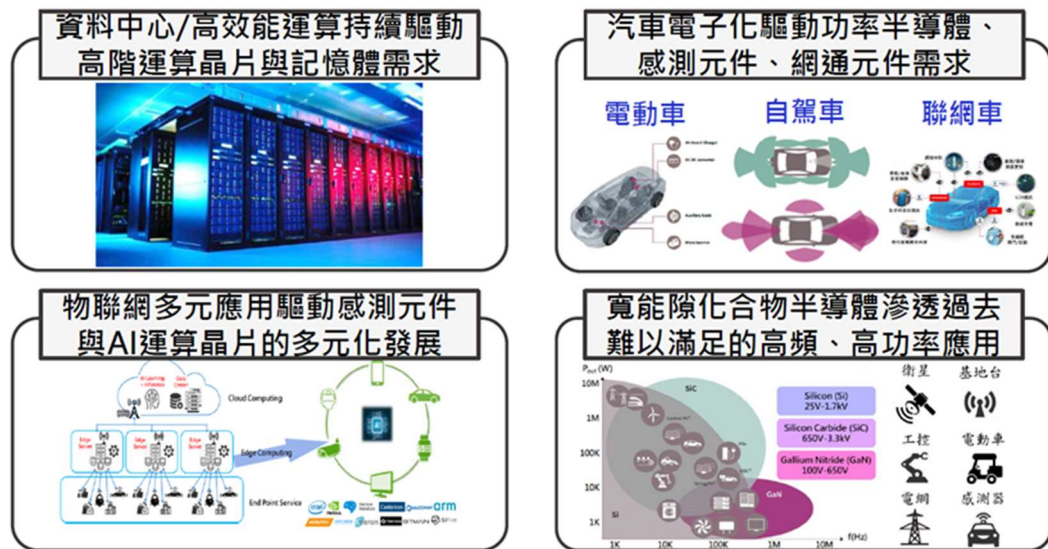 資料中心/高效能運算持續驅動
高階運算晶片與記憶體需求
汽車電子化驅動功率半導體、
感測元件、網通元件需求
電動車
自駕車
聯網車
物聯網多元應用驅動感測元件
與AI運算晶片的多元化發展
Cloud Computing
Edge Server
Edge Server
Edge Server
Edge Computing
End Point Service
intel
arm
寬能隙化合物半導體滲透過去
難以滿足的高頻、高功率應用
Pout (W)
10M
1M
100K
10K
1K
SiC
GaN
Si
1K
10K
100K
1M
10M
f(Hz)
Silicon (Si)
25V-1.7kV
Silicon Carbide (SiC)
650V-3.3kV
Gallium Nitride (GaN)
100V-650V
衛星
基地台
工控
電動車
電網
感測器